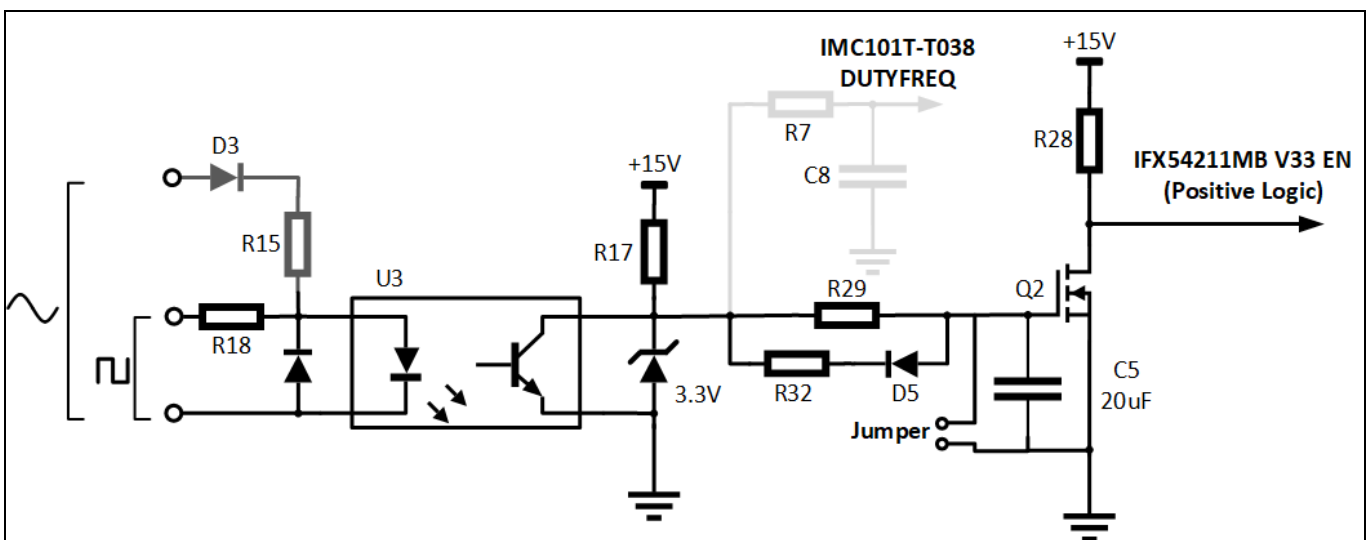 IMC101T-T038
DUTYFREQ
+15V
R7
R28
D3
+15V
C8
IFX54211MB V33 EN
(Positive Logic)
R15
R17
U3
R29
Q2
R18
3.3V
R32
D5
C5
20uF
Jumper